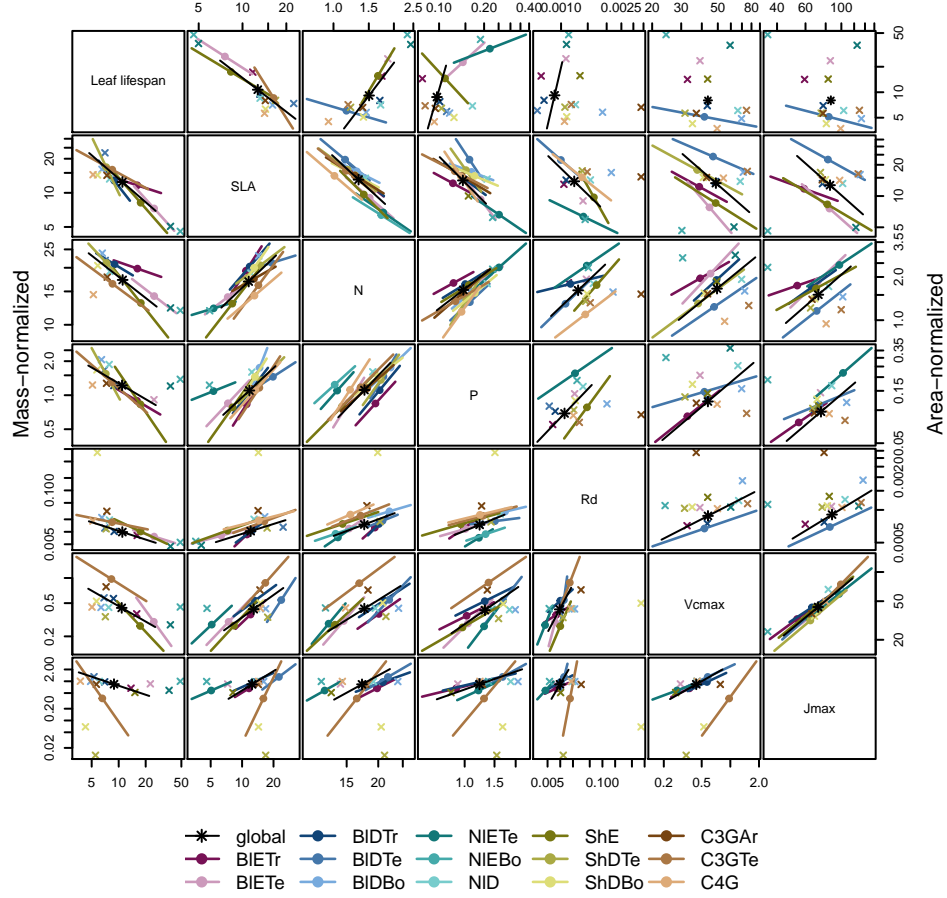 5 10 20 1.0 1.5 2.5 0.10 0.20 0.40 0.0010 0.0025 20 30 50 80 40 60 100
Leaf lifespan
50
10
5
20
10
5
SLA
20
10
5
25
15
10
N
3.5
2.0
1.0
2.0
1.0
0.5
P
0.35
0.15
0.05
0.100
0.005
Rd
0.0020
0.0005
0.5
0.2
Vcmax
50
20
2.00
0.20
0.02
Jmax
5 10 20 50 5 10 20 15 20 1.0 1.5 0.005 0.100 0.2 0.5 2.0 40 60 100
Mass−normalized
Area−normalized
global BlDTr NlETe ShE C3GAr
BlETr BlDTe NlEBo ShDTe C3GTe
BlETe BlDBo NlD ShDBo C4G